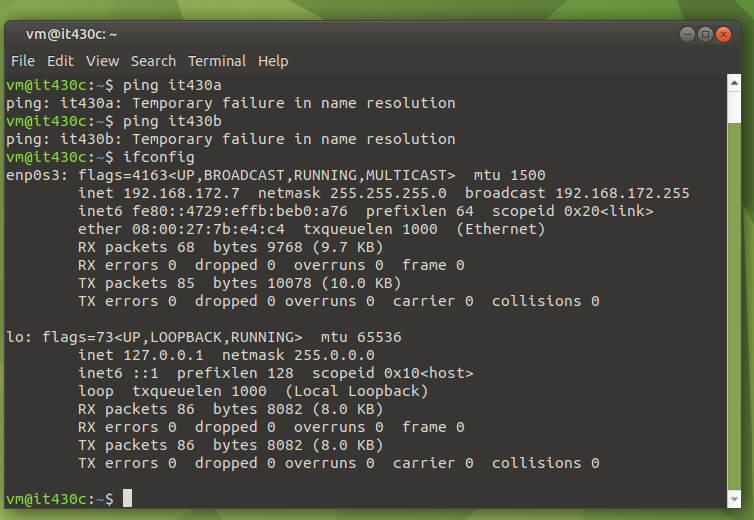 vm@it430c: ~
File Edit View Search Terminal Help
vm@it430c:~$ ping it430a
ping: it430a: Temporary failure in name resolution
vm@it430c:~$ ping it430b
ping: it430b: Temporary failure in name resolution
vm@it430c:~$ ifconfig
enp0s3: flags=4163<UP,BROADCAST,RUNNING,MULTICAST>  mtu 1500
        inet 192.168.172.7  netmask 255.255.255.0  broadcast 192.168.172.255
        inet6 fe80::4729:effb:beb0:a76  prefixlen 64  scopeid 0x20<link>
        ether 08:00:27:7b:e4:c4  txqueuelen 1000  (Ethernet)
        RX packets 68  bytes 9768 (9.7 KB)
        RX errors 0  dropped 0  overruns 0  frame 0
        TX packets 85  bytes 10078 (10.0 KB)
        TX errors 0  dropped 0 overruns 0  carrier 0  collisions 0

lo: flags=73<UP,LOOPBACK,RUNNING>  mtu 65536
        inet 127.0.0.1  netmask 255.0.0.0
        inet6 ::1  prefixlen 128  scopeid 0x10<host>
        loop  txqueuelen 1000  (Local Loopback)
        RX packets 86  bytes 8082 (8.0 KB)
        RX errors 0  dropped 0  overruns 0  frame 0
        TX packets 86  bytes 8082 (8.0 KB)
        TX errors 0  dropped 0 overruns 0  carrier 0  collisions 0

vm@it430c:~$